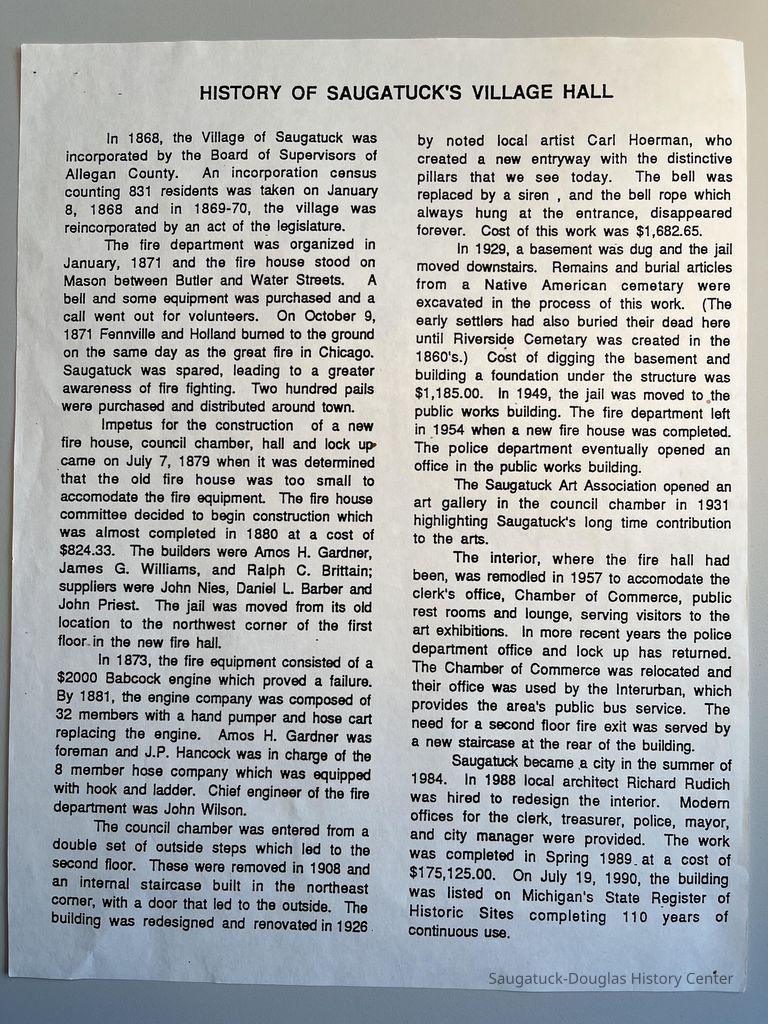 HISTORY OF SAUGATUCK'S VILLAGE HALL
In 1868, the Village of Saugatuck was
incorporated by the Board of Supervisors of
Allegan County. An incorporation census
counting 831 residents was taken on January
8, 1868 and in 1869-70, the village was
reincorporated by an act of the legislature.
The fire department was organized in
January, 1871 and the fire house stood on
Mason between Butler and Water Streets. A
bell and some equipment was purchased and a
call went out for volunteers. On October 9,
1871 Fennville and Holland burned to the ground
on the same day as the great fire in Chicago.
Saugatuck was spared, leading to a greater
awareness of fire fighting. Two hundred pails
were purchased and distributed around town.
Impetus for the construction of a new
fire house, council chamber, hall and lock up
came on July 7, 1879 when it was determined
that the old fire house was too small to
accomodate the fire equipment. The fire house
committee decided to begin construction which
was almost completed in 1880 at a cost of
$824.33. The builders were Amos H. Gardner,
James G. Williams, and Ralph C. Brittain;
suppliers were John Nies, Daniel L. Barber and
John Priest. The jail was moved from its old
location to the northwest corner of the first
floor in the new fire hall.
In 1873, the fire equipment consisted of a
$2000 Babcock engine which proved a failure.
By 1881, the engine company was composed of
32 members with a hand pumper and hose cart
replacing the engine. Amos H. Gardner was
foreman and J.P. Hancock was in charge of the
8 member hose company which was equipped
with hook and ladder. Chief engineer of the fire
department was John Wilson.
The council chamber was entered from a
double set of outside steps which led to the
second floor. These were removed in 1908 and
an internal staircase built in the northeast
corner, with a door that led to the outside. The
building was redesigned and renovated in 1926
by noted local artist Carl Hoerman, who
created a new entryway with the distinctive
pillars that we see today. The bell was
replaced by a siren , and the bell rope which
always hung at the entrance, disappeared
forever. Cost of this work was $1,682.65.
In 1929, a basement was dug and the jail
moved downstairs. Remains and burial articles
from a Native American cemetary were
excavated in the process of this work. (The
early settlers had also buried their dead here
until Riverside Cemetary was created in the
1860's.) Cost of digging the basement and
building a foundation under the structure was
$1,185.00. In 1949, the jail was moved to the
public works building. The fire department left
in 1954 when a new fire house was completed.
The police department eventually opened an
office in the public works building.
The Saugatuck Art Association opened an
art gallery in the council chamber in 1931
highlighting Saugatuck's long time contribution
to the arts.
The interior, where the fire hall had
been, was remodled in 1957 to accomodate the
clerk's office, Chamber of Commerce, public
rest rooms and lounge, serving visitors to the
art exhibitions. In more recent years the police
department office and lock up has returned.
The Chamber of Commerce was relocated and
their office was used by the Interurban, which
provides the area's public bus service. The
need for a second floor fire exit was served by
a new staircase at the rear of the building.
Saugatuck became a city in the summer of
1984. In 1988 local architect Richard Rudich
was hired to redesign the interior. Modern
offices for the clerk, treasurer, police, mayor,
and city manager were provided. The work
was completed in Spring 1989 at a cost of
$175,125.00. On July 19, 1990, the building
was listed on Michigan's State Register of
Historic Sites completing 110 years of
continuous use.
Saugatuck-Douglas History Center